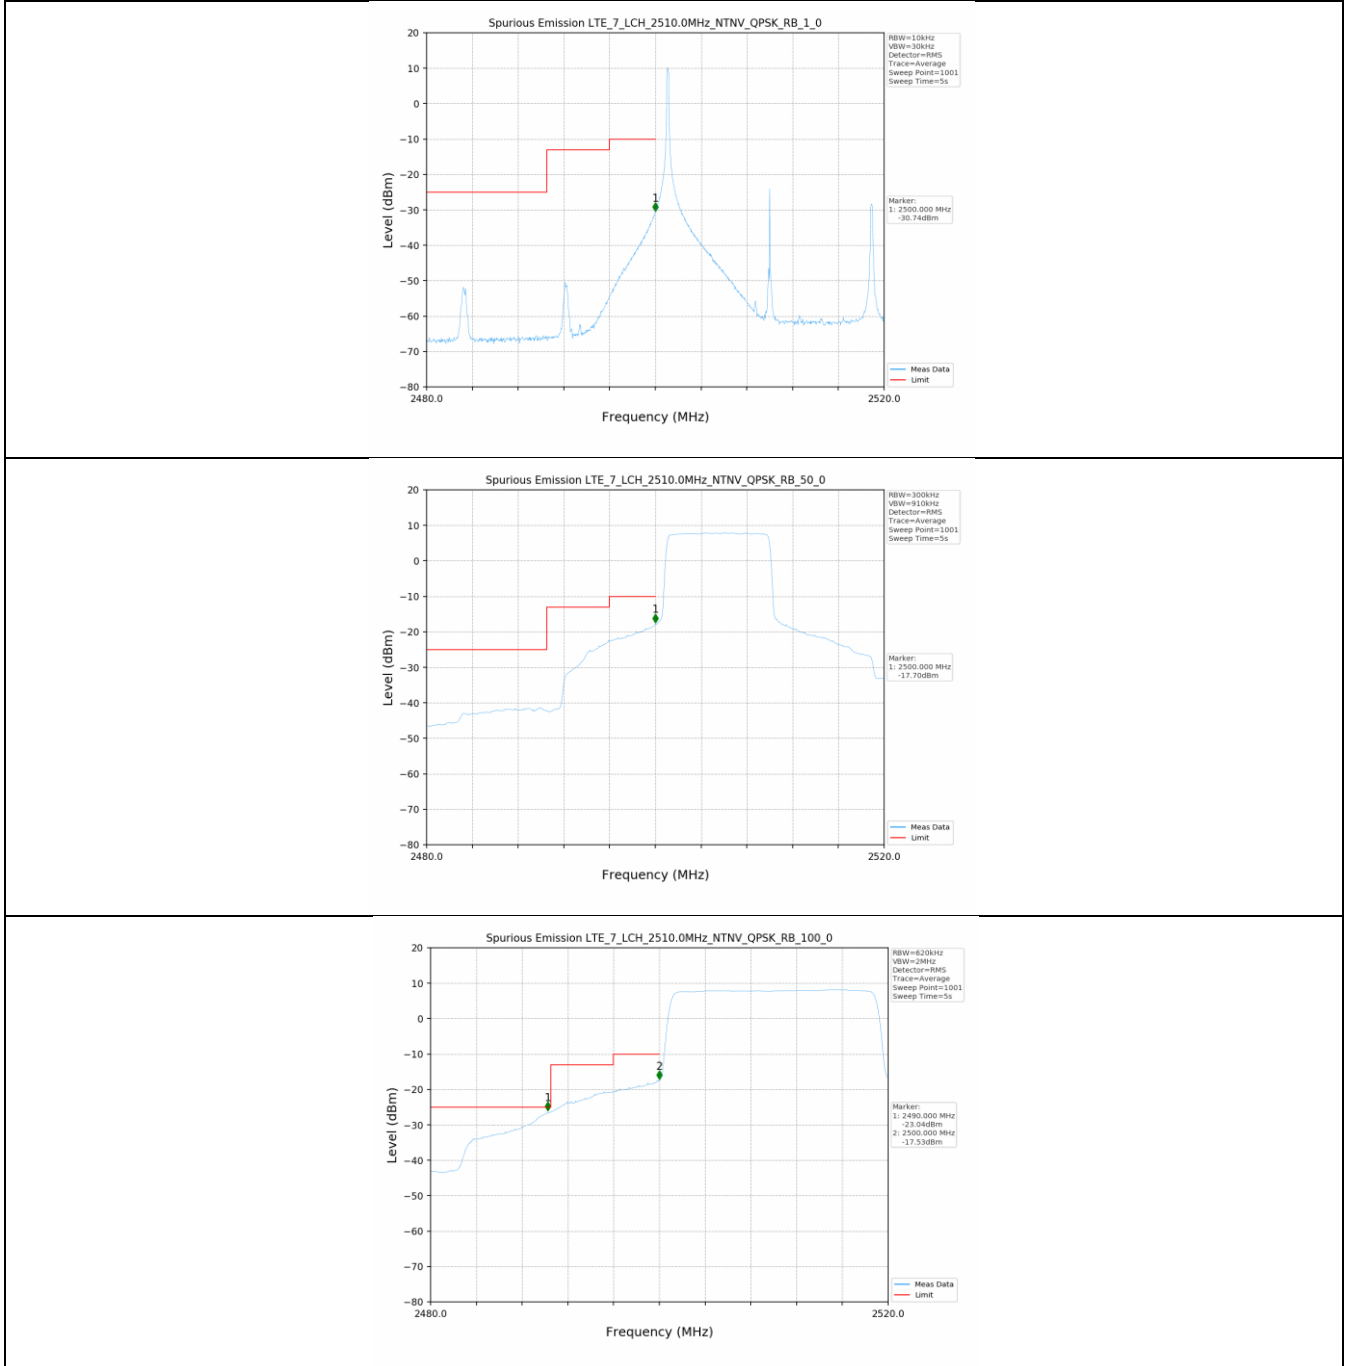 Spurious Emission LTE_7_LCH_2510.0MHz_NTNV_QPSK_RB_1_0
20
10
0
−10
−20
−30
−40
−50
−60
−70
−80
Level (dBm)
1
2480.0
2520.0
Frequency (MHz)
RBW=10kHz
VBW=30kHz
Detector=RMS
Trace=Average
Sweep Point=1001
Sweep Time=5s
Marker:
1: 2500.000 MHz
-30.74dBm
Meas Data
Limit
Spurious Emission LTE_7_LCH_2510.0MHz_NTNV_QPSK_RB_50_0
20
10
0
−10
−20
−30
−40
−50
−60
−70
−80
Level (dBm)
1
2480.0
2520.0
Frequency (MHz)
RBW=300kHz
VBW=910kHz
Detector=RMS
Trace=Average
Sweep Point=1001
Sweep Time=5s
Marker:
1: 2500.000 MHz
-17.70dBm
Meas Data
Limit
Spurious Emission LTE_7_LCH_2510.0MHz_NTNV_QPSK_RB_100_0
20
10
0
−10
−20
−30
−40
−50
−60
−70
−80
Level (dBm)
1
2
2480.0
2520.0
Frequency (MHz)
RBW=620kHz
VBW=2MHz
Detector=RMS
Trace=Average
Sweep Point=1001
Sweep Time=5s
Marker:
1: 2490.000 MHz
-23.04dBm
2: 2500.000 MHz
-17.53dBm
Meas Data
Limit